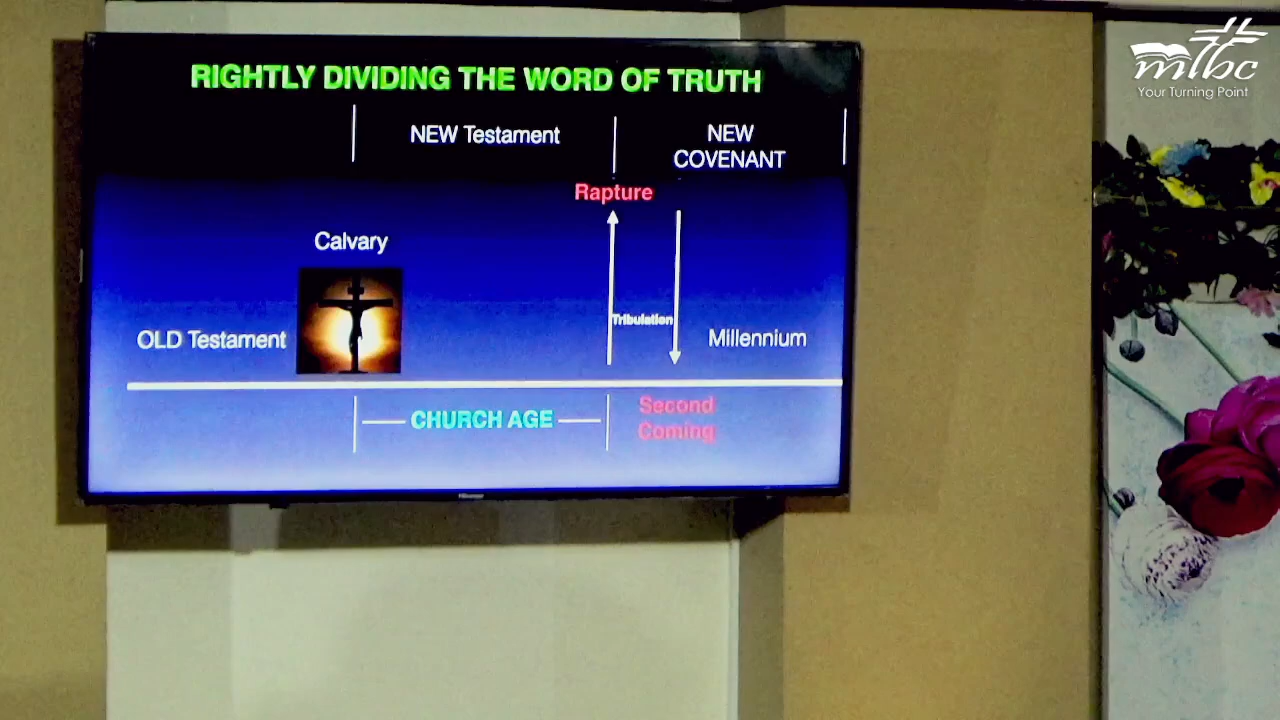 RIGHTLY DIVIDING THE WORD OF TRUTH
NEW Testament
NEW
COVENANT
Rapture
Calvary
Tribulation
OLD Testament
Millennium
CHURCH AGE
Second
Coming
Hisense
mtbc
Your Turning Point